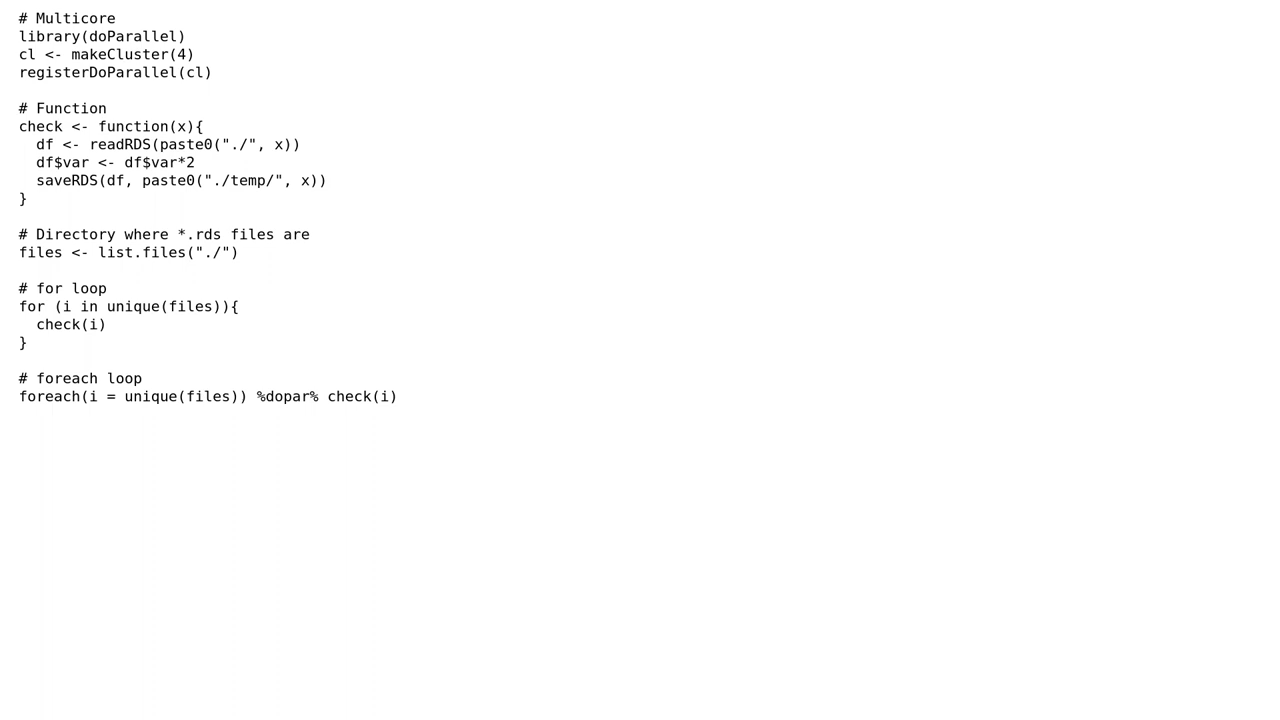 # Multicore
library(doParallel)
cl <- makeCluster(4)
registerDoParallel(cl)

# Function
check <- function(x){
  df <- readRDS(paste0("./", x))
  df$var <- df$var*2
  saveRDS(df, paste0("./temp/", x))
}

# Directory where *.rds files are
files <- list.files("./")

# for loop
for (i in unique(files)){
  check(i)
}

# foreach loop
foreach(i = unique(files)) %dopar% check(i)